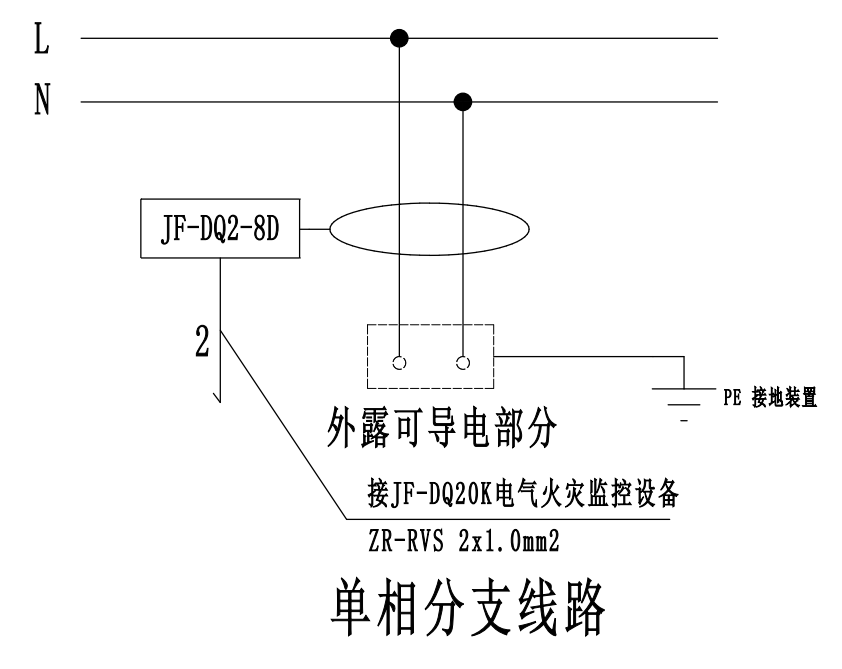 L
N
JF-DQ2-8D
2
PE 接地装置
外露可导电部分
接JF-DQ20K电气火灾监控设备
ZR-RVS 2x1.0mm2
单相分支线路